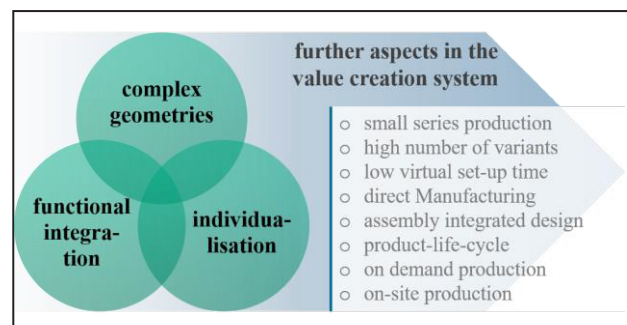 further aspects in the
value creation system
complex
geometries
functional
integra-
tion
individua-
lisation
o small series production
o high number of variants
o low virtual set-up time
o direct Manufacturing
o assembly integrated design
o product-life-cycle
o on demand production
o on-site production